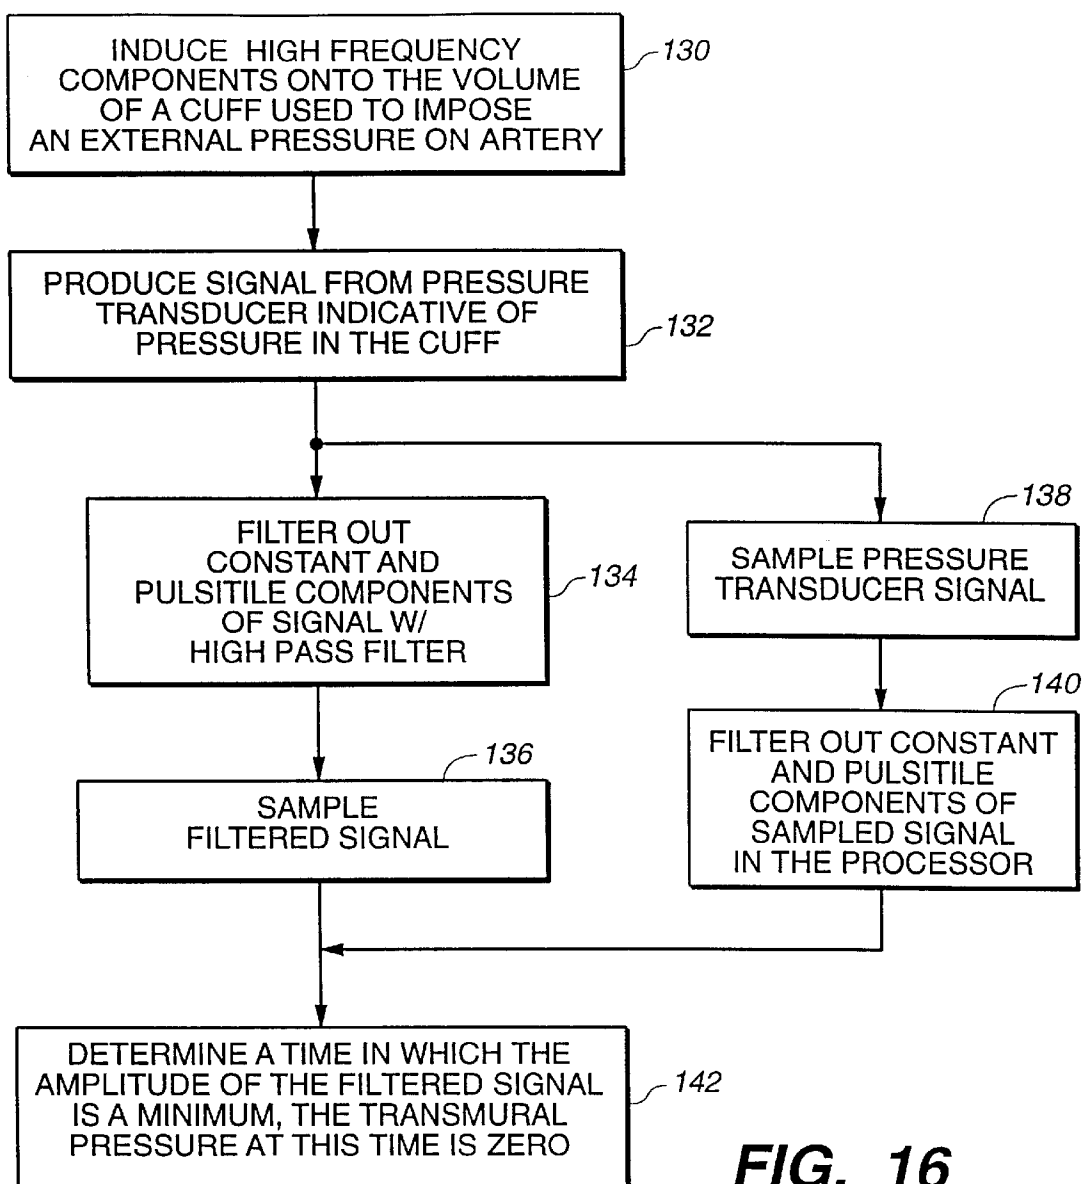 INDUCE HIGH FREQUENCY
COMPONENTS ONTO THE VOLUME
OF A CUFF USED TO IMPOSE
AN EXTERNAL PRESSURE ON ARTERY
130
PRODUCE SIGNAL FROM PRESSURE
TRANSDUCER INDICATIVE OF
PRESSURE IN THE CUFF
132
FILTER OUT
CONSTANT AND
PULSITILE COMPONENTS
OF SIGNAL W/
HIGH PASS FILTER
134
138
SAMPLE PRESSURE
TRANSDUCER SIGNAL
136
SAMPLE
FILTERED SIGNAL
140
FILTER OUT CONSTANT
AND PULSITILE
COMPONENTS OF
SAMPLED SIGNAL
IN THE PROCESSOR
DETERMINE A TIME IN WHICH THE
AMPLITUDE OF THE FILTERED SIGNAL
IS A MINIMUM, THE TRANSMURAL
PRESSURE AT THIS TIME IS ZERO
142
FIG. 16